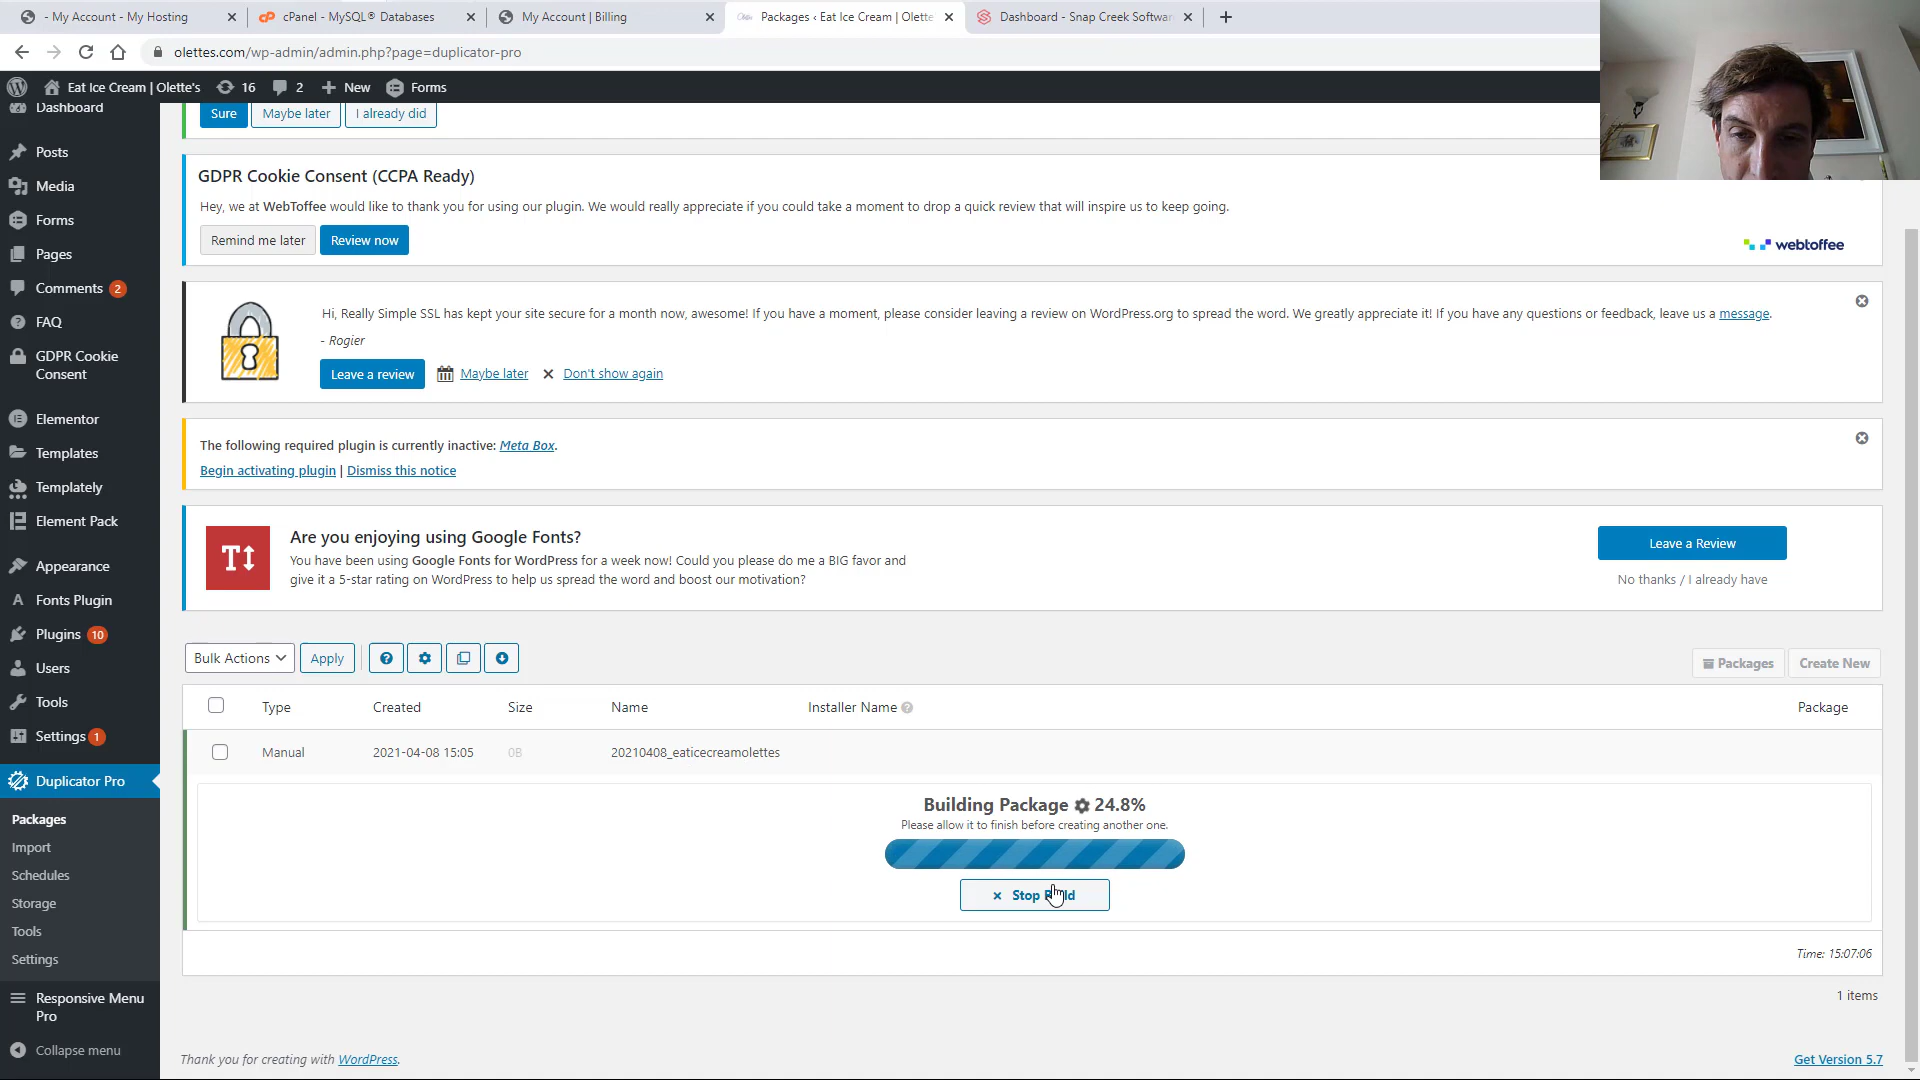 - My Account - My Hosting
cPanel - MySQL® Databases
My Account | Billing
Packages ‹ Eat Ice Cream | Olette
Dashboard - Snap Creek Softwar
olettes.com/wp-admin/admin.php?page=duplicator-pro
Eat Ice Cream | Olette's
16
2
New
Forms
Dashboard
Posts
Media
Forms
Pages
Comments 2
FAQ
GDPR Cookie
Consent
Elementor
Templates
Templately
Element Pack
Appearance
Fonts Plugin
Plugins 10
Users
Tools
Settings 1
Duplicator Pro
Packages
Import
Schedules
Storage
Tools
Settings
Responsive Menu
Pro
Collapse menu
Sure
Maybe later
I already did
GDPR Cookie Consent (CCPA Ready)
Hey, we at WebToffee would like to thank you for using our plugin. We would really appreciate if you could take a moment to drop a quick review that will inspire us to keep going.
Remind me later
Review now
webtoffee
Hi, Really Simple SSL has kept your site secure for a month now, awesome! If you have a moment, please consider leaving a review on WordPress.org to spread the word. We greatly appreciate it! If you have any questions or feedback, leave us a message.
- Rogier
Leave a review
Maybe later
Don't show again
The following required plugin is currently inactive: Meta Box.
Begin activating plugin | Dismiss this notice
Are you enjoying using Google Fonts?
You have been using Google Fonts for WordPress for a week now! Could you please do me a BIG favor and
give it a 5-star rating on WordPress to help us spread the word and boost our motivation?
Leave a Review
No thanks / I already have
Bulk Actions
Apply
Packages
Create New
Type
Created
Size
Name
Installer Name
Package
Manual
2021-04-08 15:05
0B
20210408_eaticecreamolettes
Building Package 24.8%
Please allow it to finish before creating another one.
Stop
Time: 15:07:06
1 items
Thank you for creating with WordPress.
Get Version 5.7